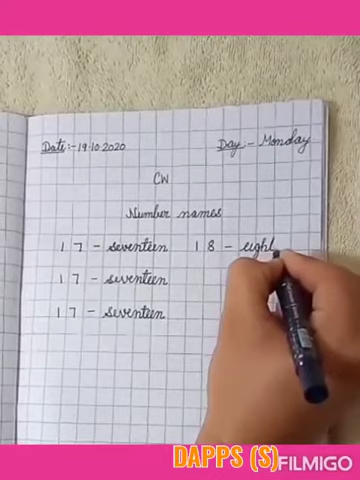 Date:- 19.10.2020 Day:- Monday
CW
Number names
17 - seventeen 18 - eight
17 - seventeen
17 - seventeen
DAPPS (S) FILMIGO